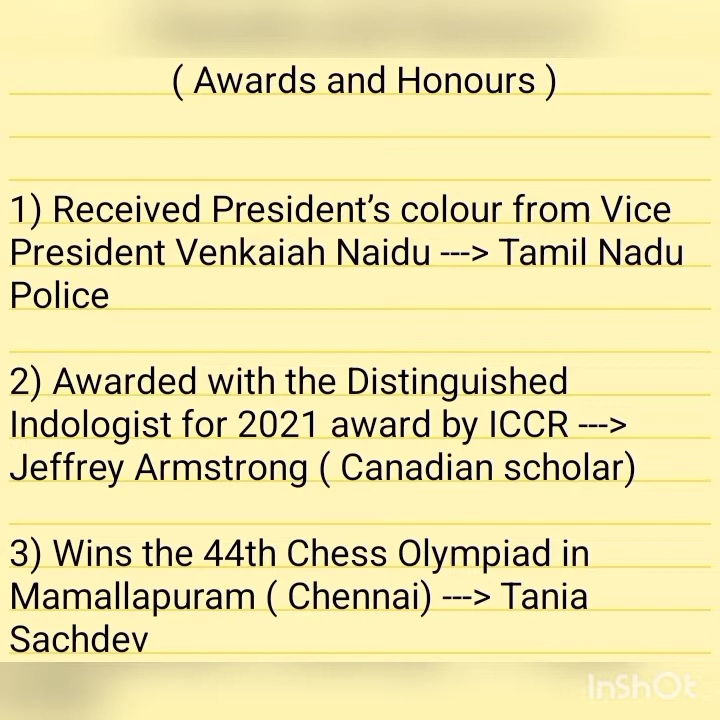 ( Awards and Honours )
1) Received President's colour from Vice
President Venkaiah Naidu ---> Tamil Nadu
Police
2) Awarded with the Distinguished
Indologist for 2021 award by ICCR --->
Jeffrey Armstrong ( Canadian scholar)
3) Wins the 44th Chess Olympiad in
Mamallapuram ( Chennai) ---> Tania
Sachdev
InShOt